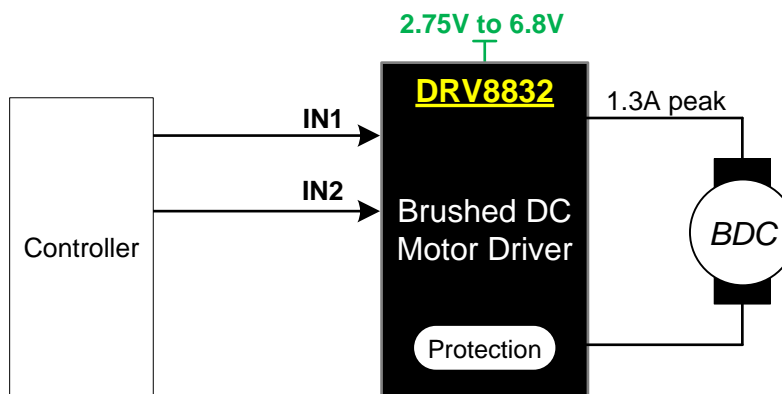 2.75V to 6.8V
DRV8832
1.3A peak
IN1
IN2
Controller
Brushed DC
Motor Driver
BDC
Protection